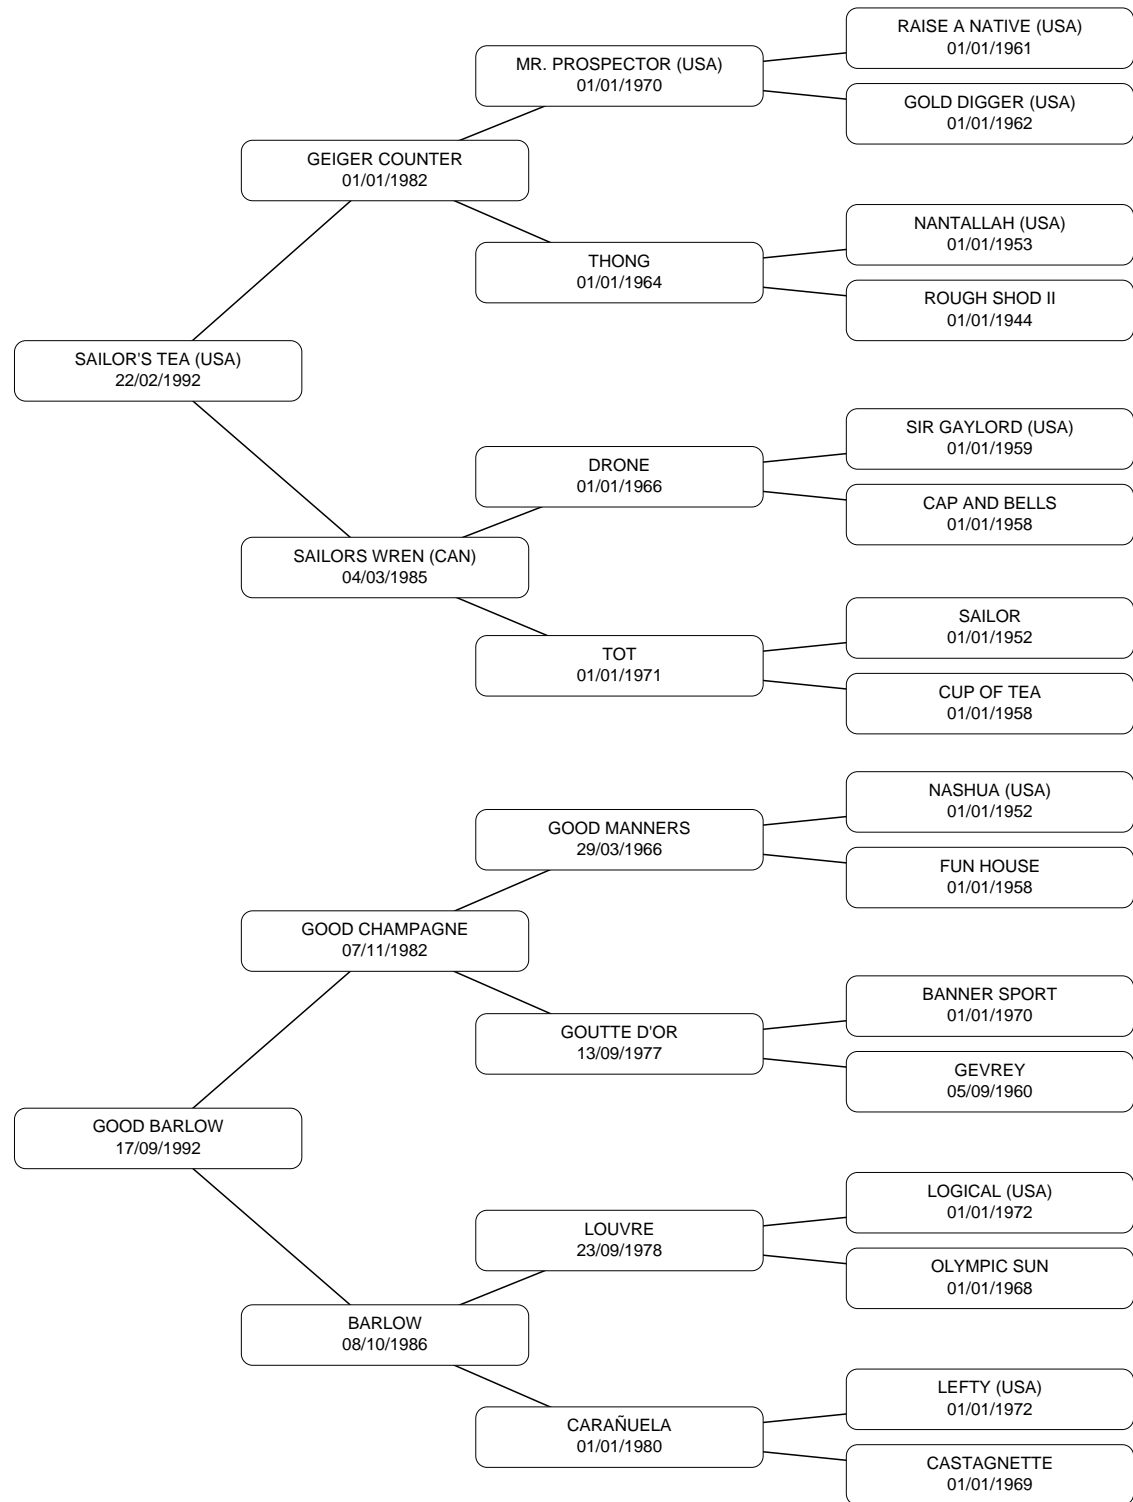 RAISE A NATIVE (USA)
01/01/1961
MR. PROSPECTOR (USA)
01/01/1970
GOLD DIGGER (USA)
01/01/1962
GEIGER COUNTER
01/01/1982
NANTALLAH (USA)
01/01/1953
THONG
01/01/1964
ROUGH SHOD II
01/01/1944
SAILOR'S TEA (USA)
22/02/1992
SIR GAYLORD (USA)
01/01/1959
DRONE
01/01/1966
CAP AND BELLS
01/01/1958
SAILORS WREN (CAN)
04/03/1985
SAILOR
01/01/1952
TOT
01/01/1971
CUP OF TEA
01/01/1958
NASHUA (USA)
01/01/1952
GOOD MANNERS
29/03/1966
FUN HOUSE
01/01/1958
GOOD CHAMPAGNE
07/11/1982
BANNER SPORT
01/01/1970
GOUTTE D'OR
13/09/1977
GEVREY
05/09/1960
GOOD BARLOW
17/09/1992
LOGICAL (USA)
01/01/1972
LOUVRE
23/09/1978
OLYMPIC SUN
01/01/1968
BARLOW
08/10/1986
LEFTY (USA)
01/01/1972
CARAÑUELA
01/01/1980
CASTAGNETTE
01/01/1969